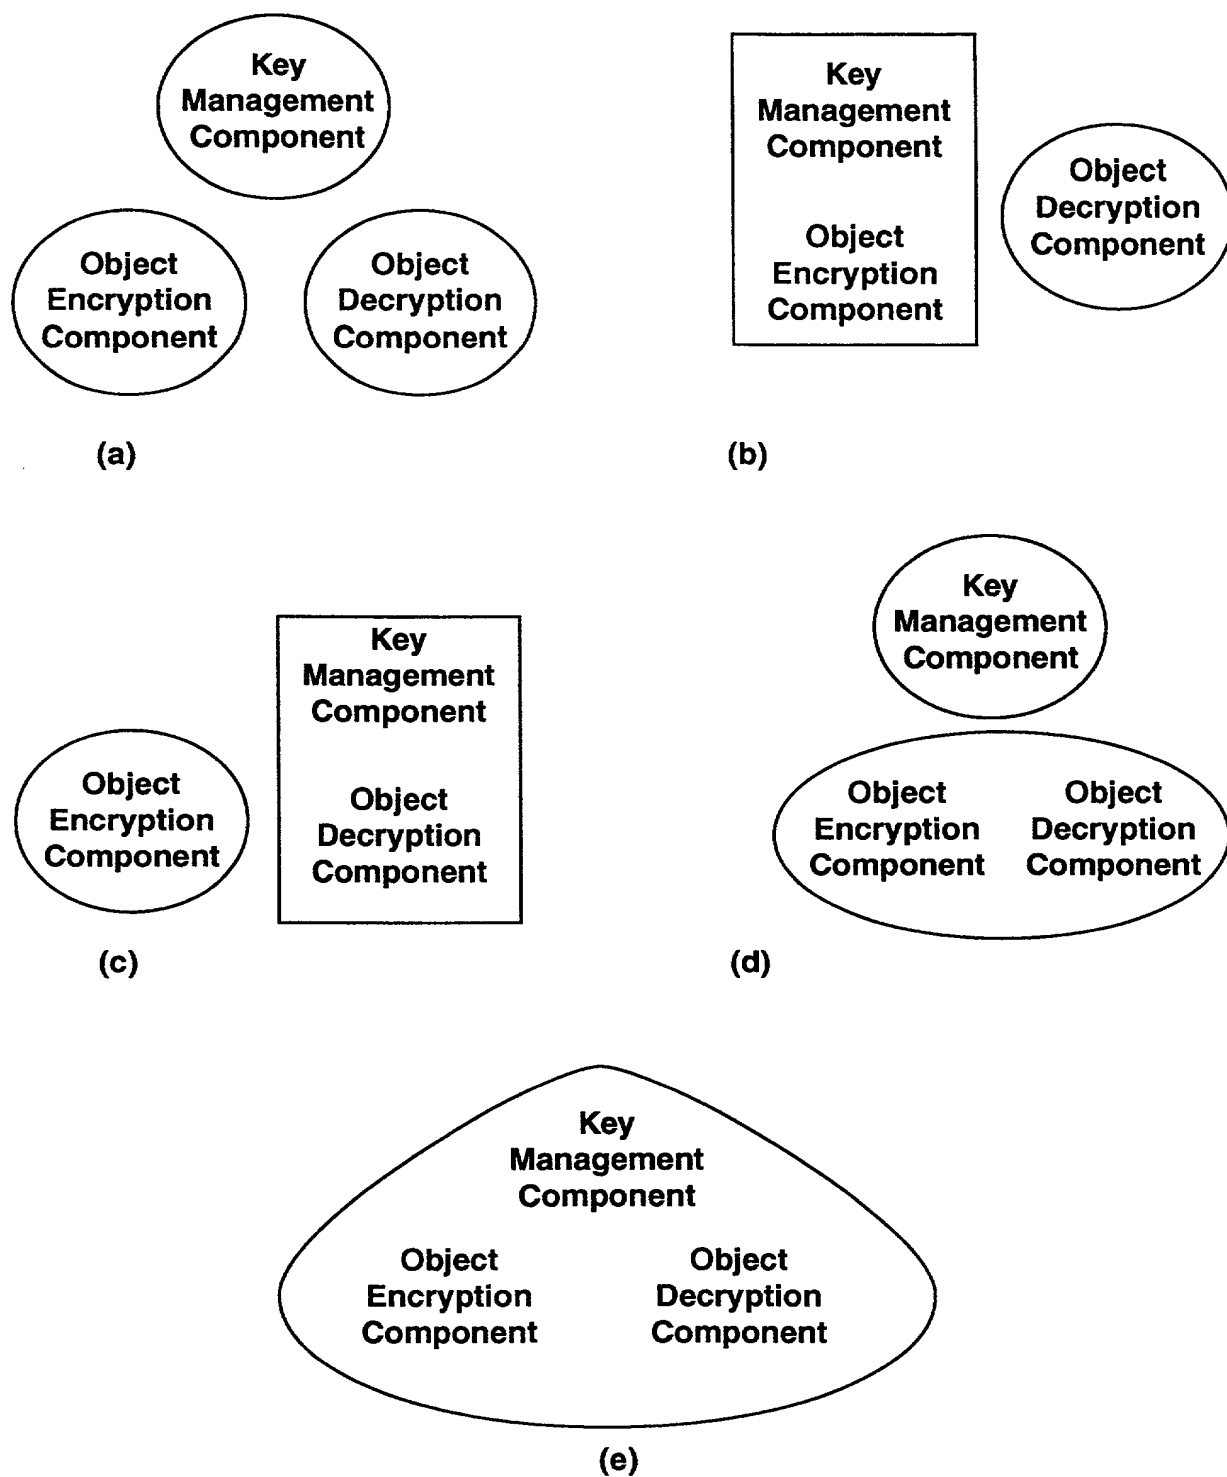 Key
Management
Component
Object
Encryption
Component
Object
Decryption
Component
(a)
Key
Management
Component
Object
Encryption
Component
Object
Decryption
Component
(b)
Object
Encryption
Component
Key
Management
Component
Object
Decryption
Component
(c)
Key
Management
Component
Object
Encryption
Component
Object
Decryption
Component
(d)
Key
Management
Component
Object
Encryption
Component
Object
Decryption
Component
(e)